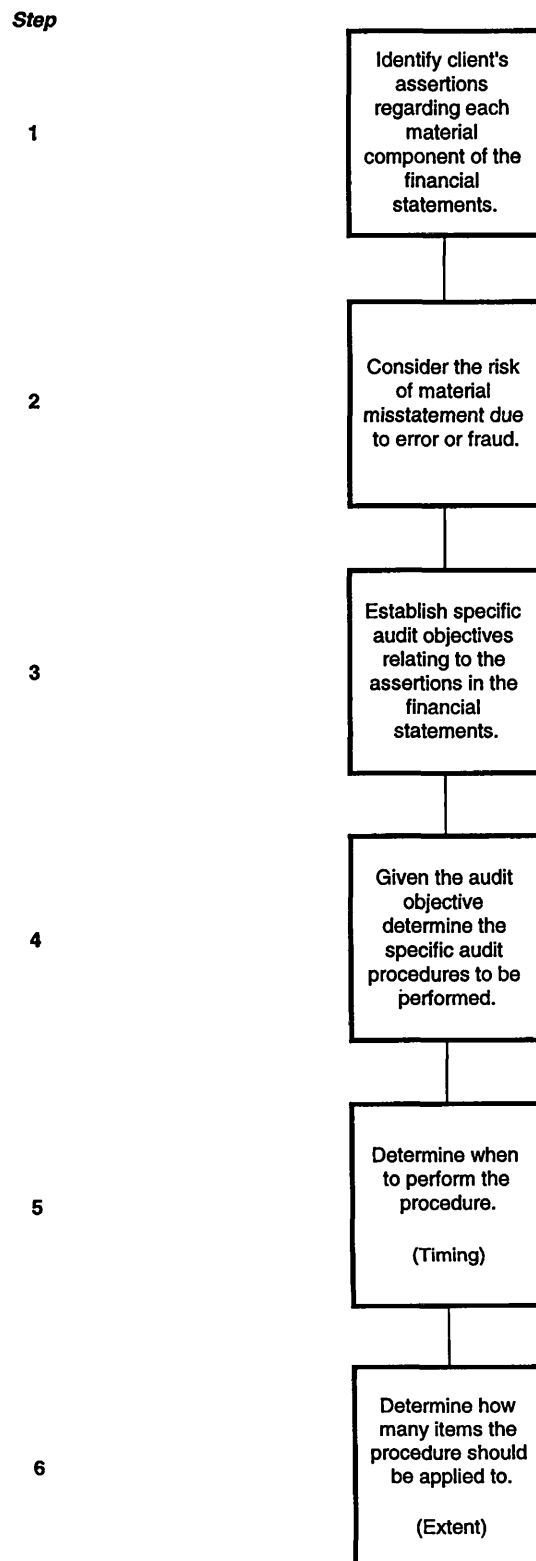 Step
1
Identify client's
assertions
regarding each
material
component of the
financial
statements.
2
Consider the risk
of material
misstatement due
to error or fraud.
3
Establish specific
audit objectives
relating to the
assertions in the
financial
statements.
4
Given the audit
objective
determine the
specific audit
procedures to be
performed.
5
Determine when
to perform the
procedure.
(Timing)
6
Determine how
many items the
procedure should
be applied to.
(Extent)